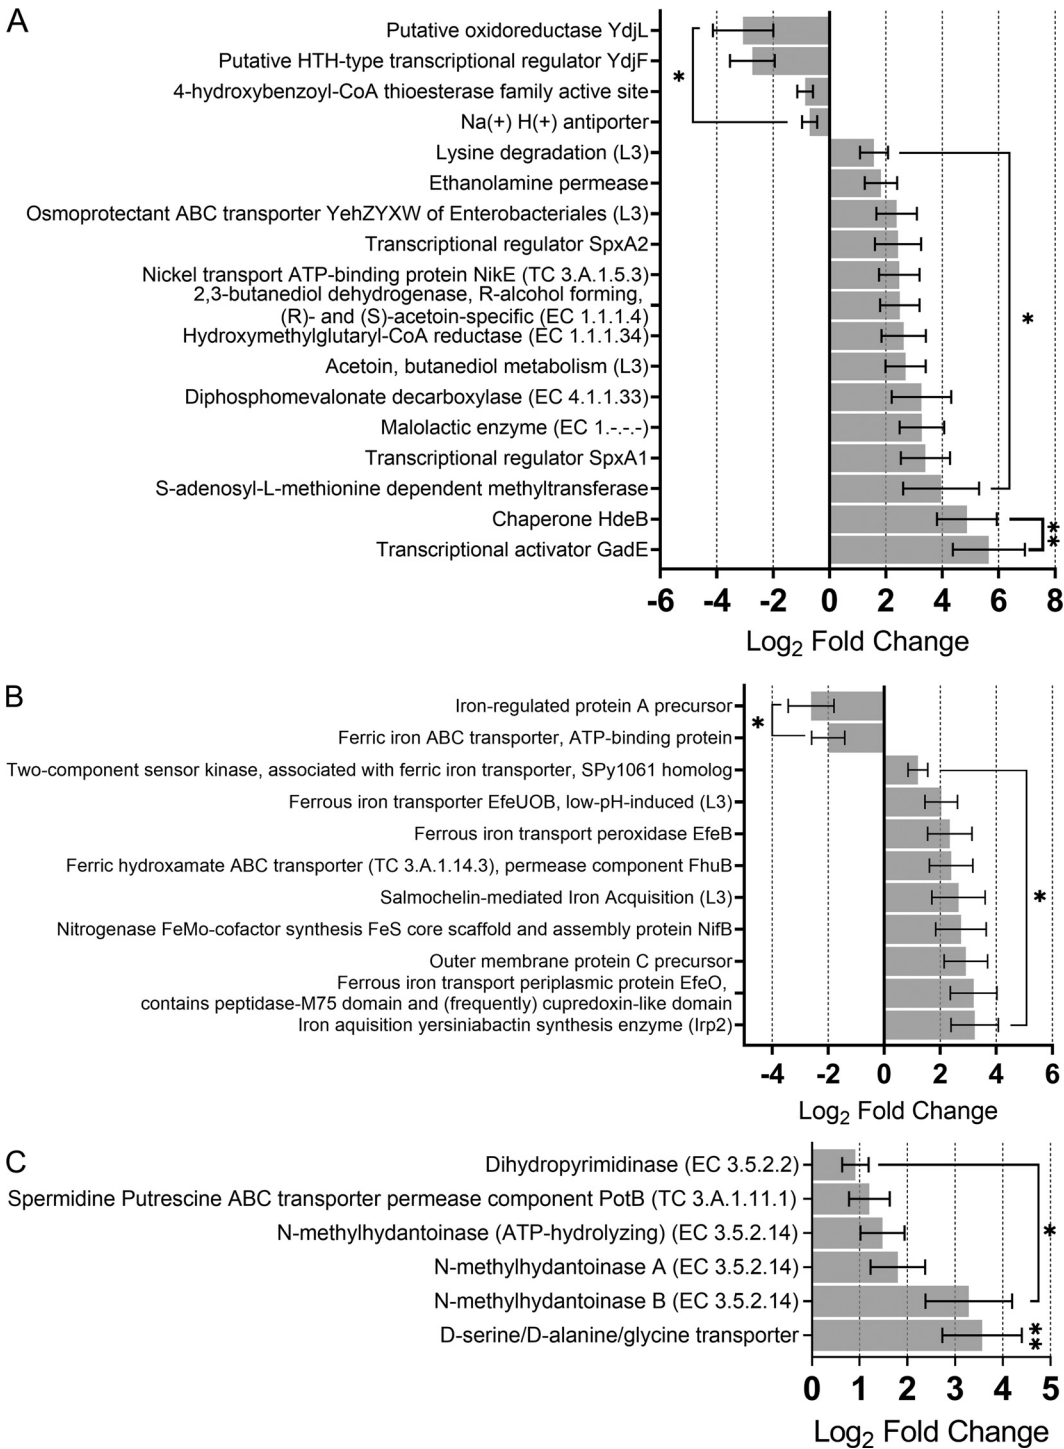 A
Putative oxidoreductase YdjL
Putative HTH-type transcriptional regulator YdjF
4-hydroxybenzoyl-CoA thioesterase family active site
Na(+) H(+) antiporter
Lysine degradation (L3)
Ethanolamine permease
Osmoprotectant ABC transporter YehZYXW of Enterobacteriales (L3)
Transcriptional regulator SpxA2
Nickel transport ATP-binding protein NikE (TC 3.A.1.5.3)
2,3-butanediol dehydrogenase, R-alcohol forming,
(R)- and (S)-acetoin-specific (EC 1.1.1.4)
Hydroxymethylglutaryl-CoA reductase (EC 1.1.1.34)
Acetoin, butanediol metabolism (L3)
Diphosphomevalonate decarboxylase (EC 4.1.1.33)
Malolactic enzyme (EC 1.-.-.-)
Transcriptional regulator SpxA1
S-adenosyl-L-methionine dependent methyltransferase
Chaperone HdeB
Transcriptional activator GadE
*
*
**
-6 -4 -2 0 2 4 6 8
Log2 Fold Change
B
Iron-regulated protein A precursor
Ferric iron ABC transporter, ATP-binding protein
Two-component sensor kinase, associated with ferric iron transporter, SPy1061 homolog
Ferrous iron transporter EfeUOB, low-pH-induced (L3)
Ferrous iron transport peroxidase EfeB
Ferric hydroxamate ABC transporter (TC 3.A.1.14.3), permease component FhuB
Salmochelin-mediated Iron Acquisition (L3)
Nitrogenase FeMo-cofactor synthesis FeS core scaffold and assembly protein NifB
Outer membrane protein C precursor
Ferrous iron transport periplasmic protein EfeO,
contains peptidase-M75 domain and (frequently) cupredoxin-like domain
Iron aquisition yersiniabactin synthesis enzyme (Irp2)
*
*
-4 -2 0 2 4 6
Log2 Fold Change
C
Dihydropyrimidinase (EC 3.5.2.2)
Spermidine Putrescine ABC transporter permease component PotB (TC 3.A.1.11.1)
N-methylhydantoinase (ATP-hydrolyzing) (EC 3.5.2.14)
N-methylhydantoinase A (EC 3.5.2.14)
N-methylhydantoinase B (EC 3.5.2.14)
D-serine/D-alanine/glycine transporter
*
**
0 1 2 3 4 5
Log2 Fold Change